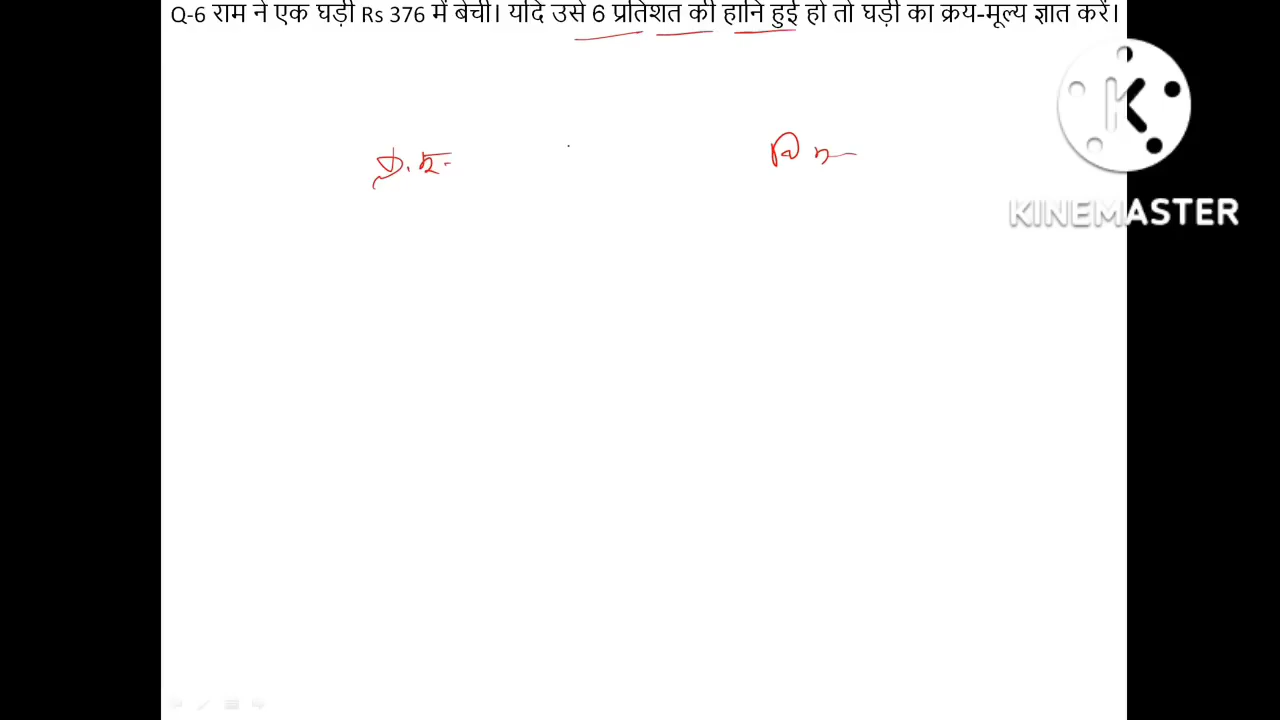 Q-6 राम ने एक घड़ी Rs 376 में बेची। यदि उसे 6 प्रतिशत की हानि हुई हो तो घड़ी का क्रय-मूल्य ज्ञात करें।
वि मू
KINEMASTER